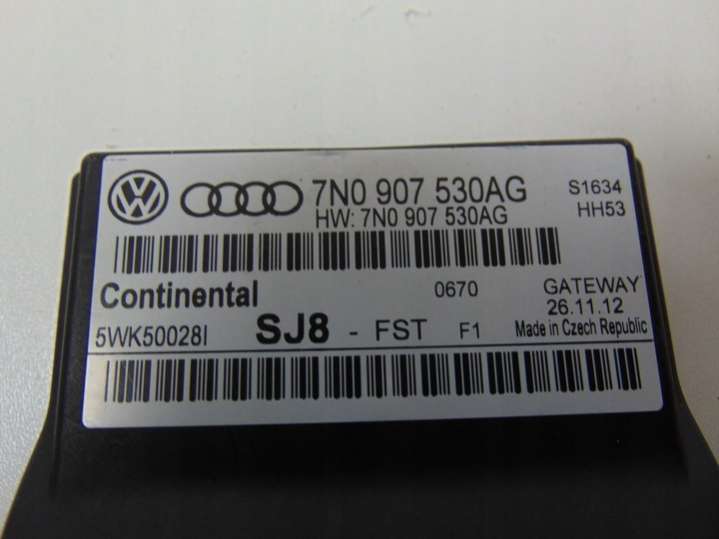 7N0 907 530AG S1634
HW: 7N0 907 530AG HH53
Continental 0670 GATEWAY
26.11.12
5WK50028I SJ8 - FST F1 Made in Czech Republic